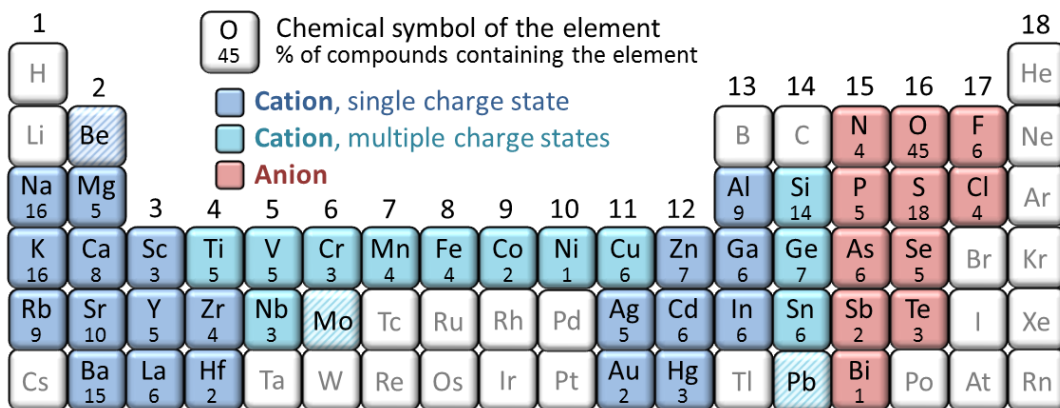 1 18
O Chemical symbol of the element
45 % of compounds containing the element
H He
2 13 14 15 16 17
Cation, single charge state
Li Be B C N O F Ne
4 45 6
Cation, multiple charge states
Anion
Na Mg Al Si P S Cl Ar
16 5 9 14 5 18 4
3 4 5 6 7 8 9 10 11 12
K Ca Sc Ti V Cr Mn Fe Co Ni Cu Zn Ga Ge As Se Br Kr
16 8 3 5 5 3 4 4 2 1 6 7 6 7 6 5
Rb Sr Y Zr Nb Mo Tc Ru Rh Pd Ag Cd In Sn Sb Te I Xe
9 10 5 4 3 5 6 6 6 2 3
Cs Ba La Hf Ta W Re Os Ir Pt Au Hg Tl Pb Bi Po At Rn
15 6 2 2 3 1